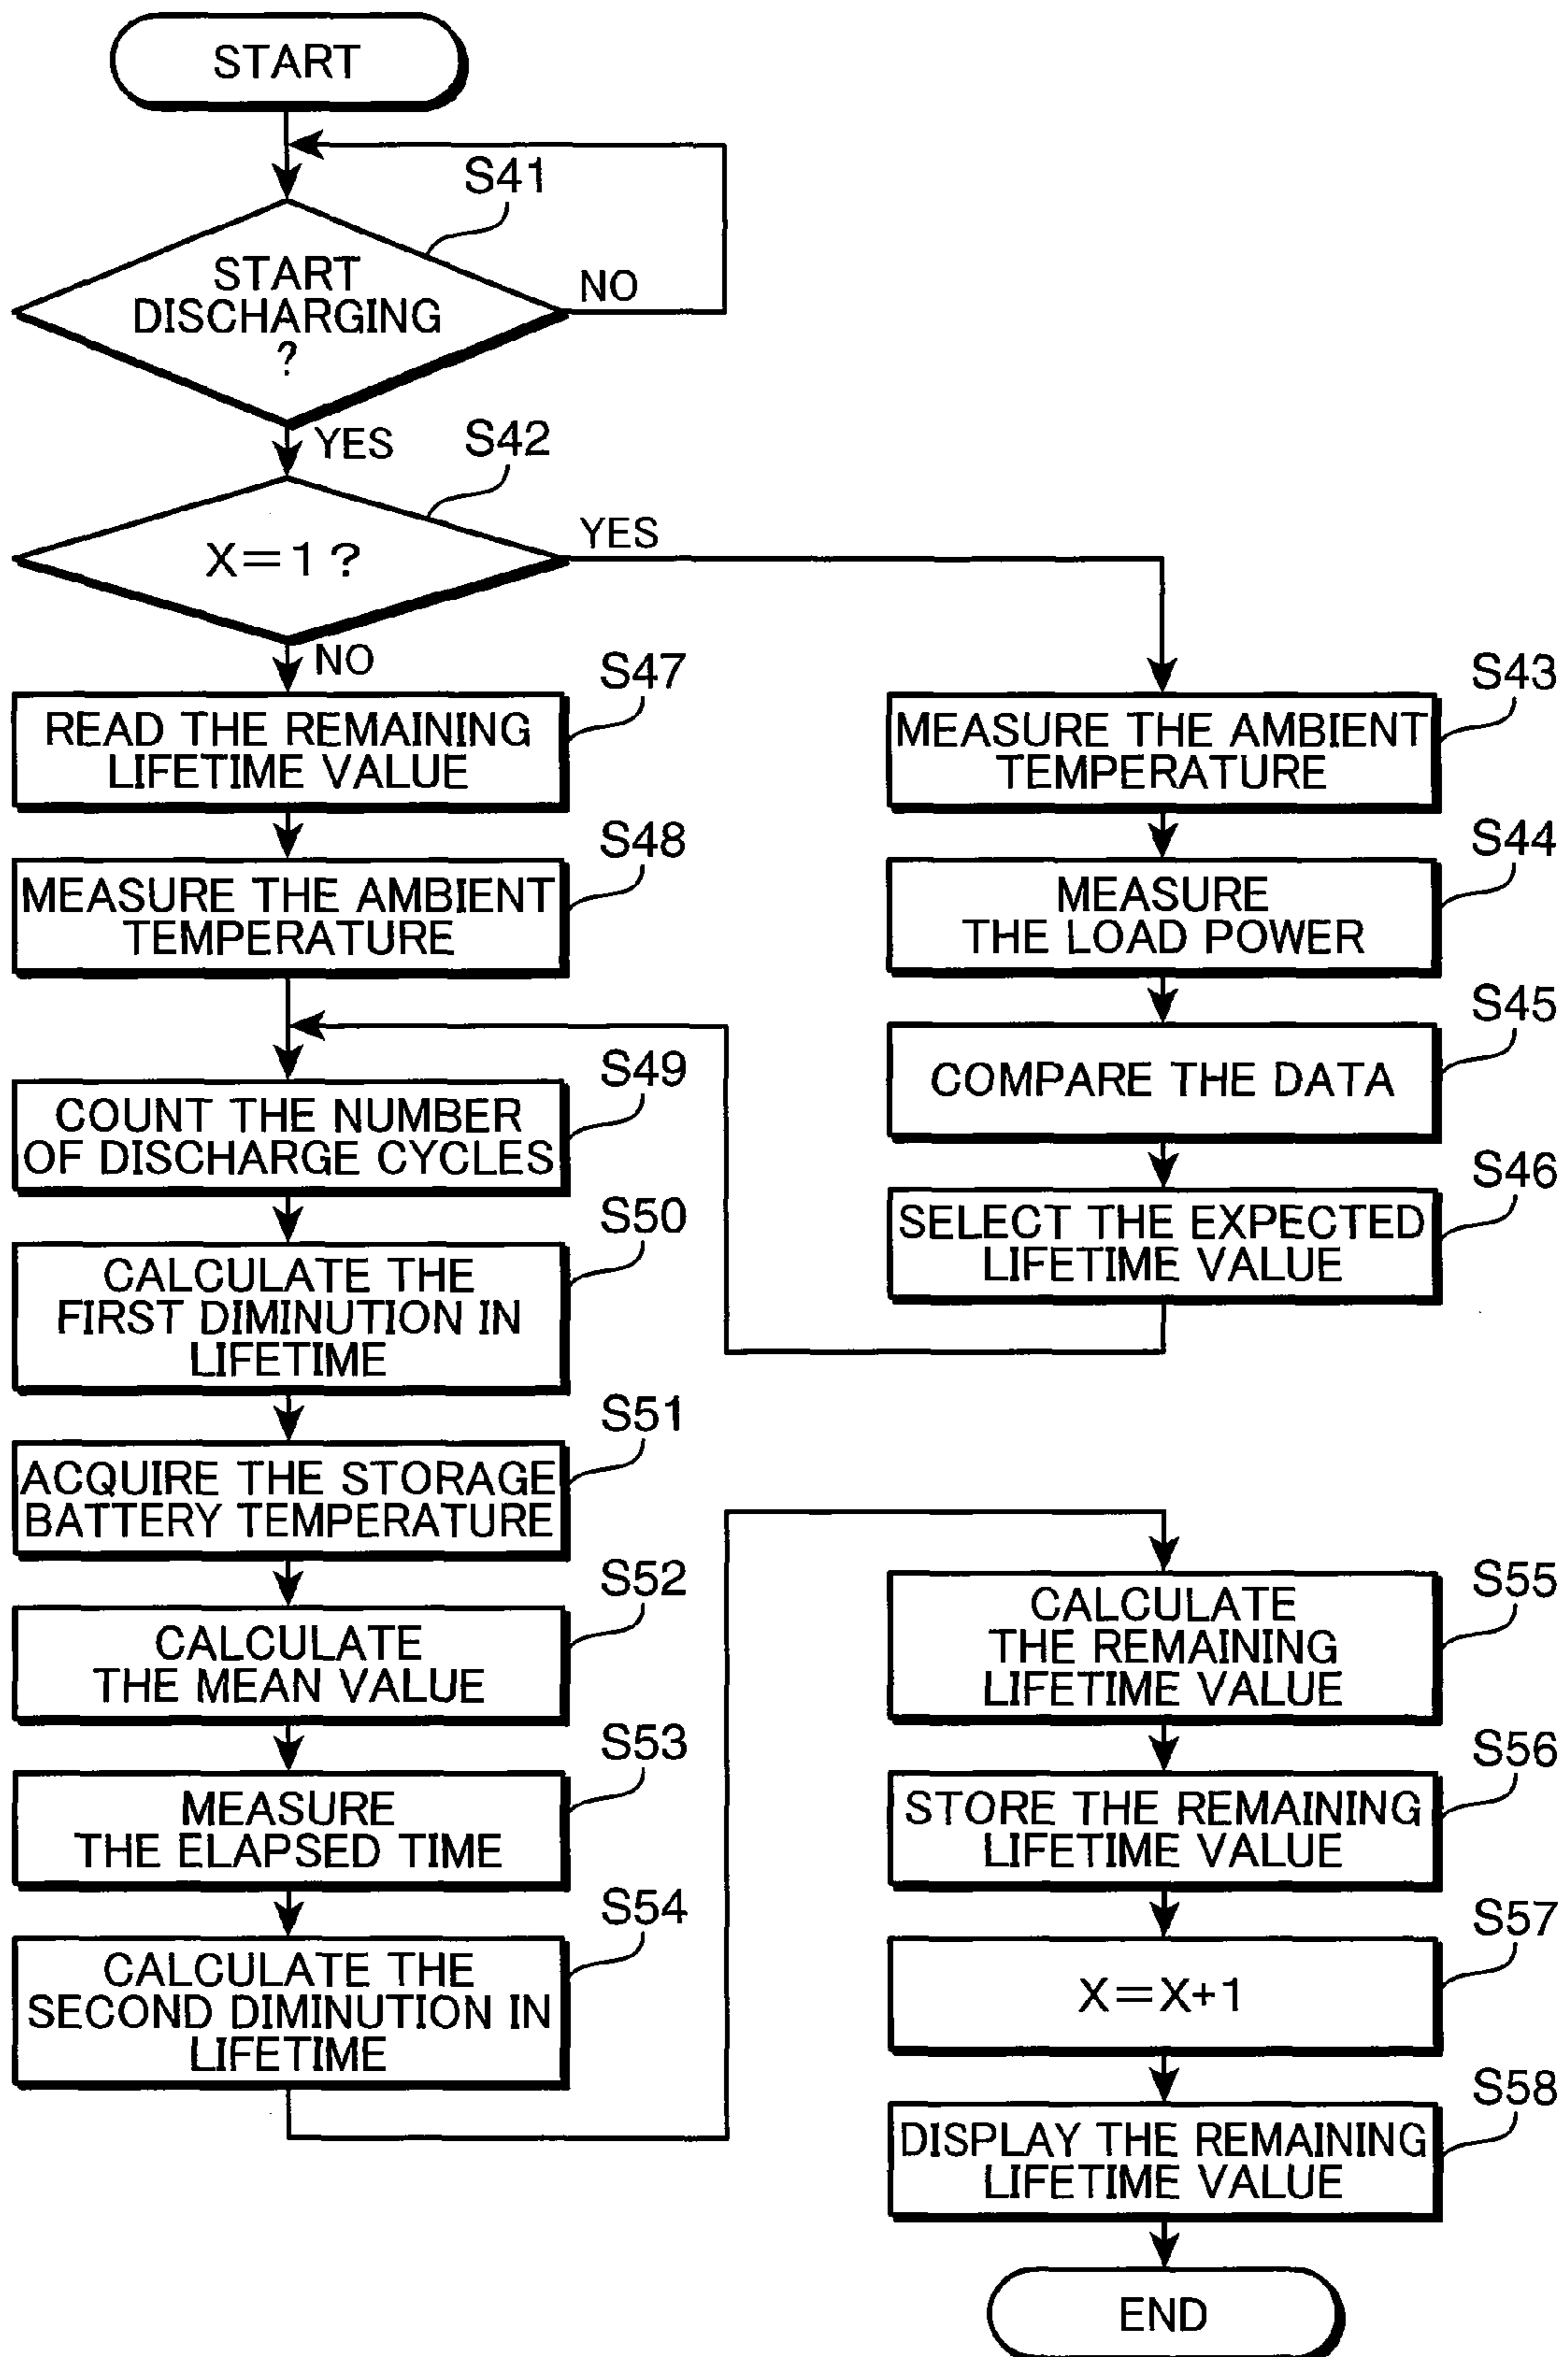 START
S41
START
DISCHARGING
?
NO
YES
S42
X=1?
YES
NO
S47
READ THE REMAINING
LIFETIME VALUE
S48
MEASURE THE AMBIENT
TEMPERATURE
S43
MEASURE THE AMBIENT
TEMPERATURE
S44
MEASURE
THE LOAD POWER
S45
COMPARE THE DATA
S46
SELECT THE EXPECTED
LIFETIME VALUE
S49
COUNT THE NUMBER
OF DISCHARGE CYCLES
S50
CALCULATE THE
FIRST DIMINUTION IN
LIFETIME
S51
ACQUIRE THE STORAGE
BATTERY TEMPERATURE
S52
CALCULATE
THE MEAN VALUE
S53
MEASURE
THE ELAPSED TIME
S54
CALCULATE THE
SECOND DIMINUTION IN
LIFETIME
S55
CALCULATE
THE REMAINING
LIFETIME VALUE
S56
STORE THE REMAINING
LIFETIME VALUE
S57
X=X+1
S58
DISPLAY THE REMAINING
LIFETIME VALUE
END